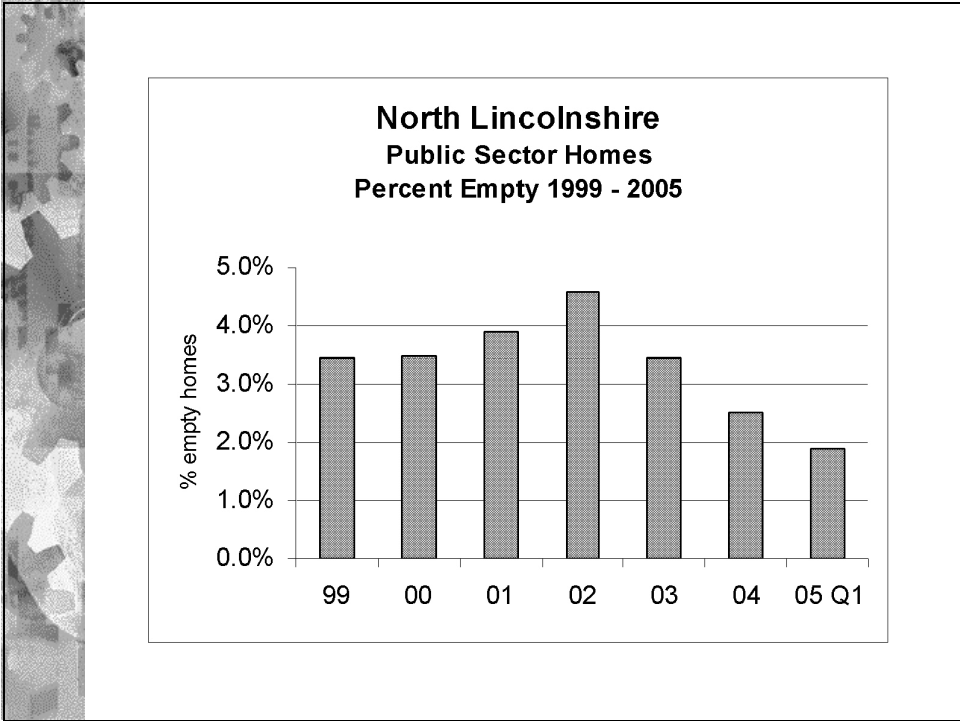 North Lincolnshire
Public Sector Homes
Percent Empty 1999 - 2005
% empty homes
5.0%
4.0%
3.0%
2.0%
1.0%
0.0%
99 00 01 02 03 04 05 Q1